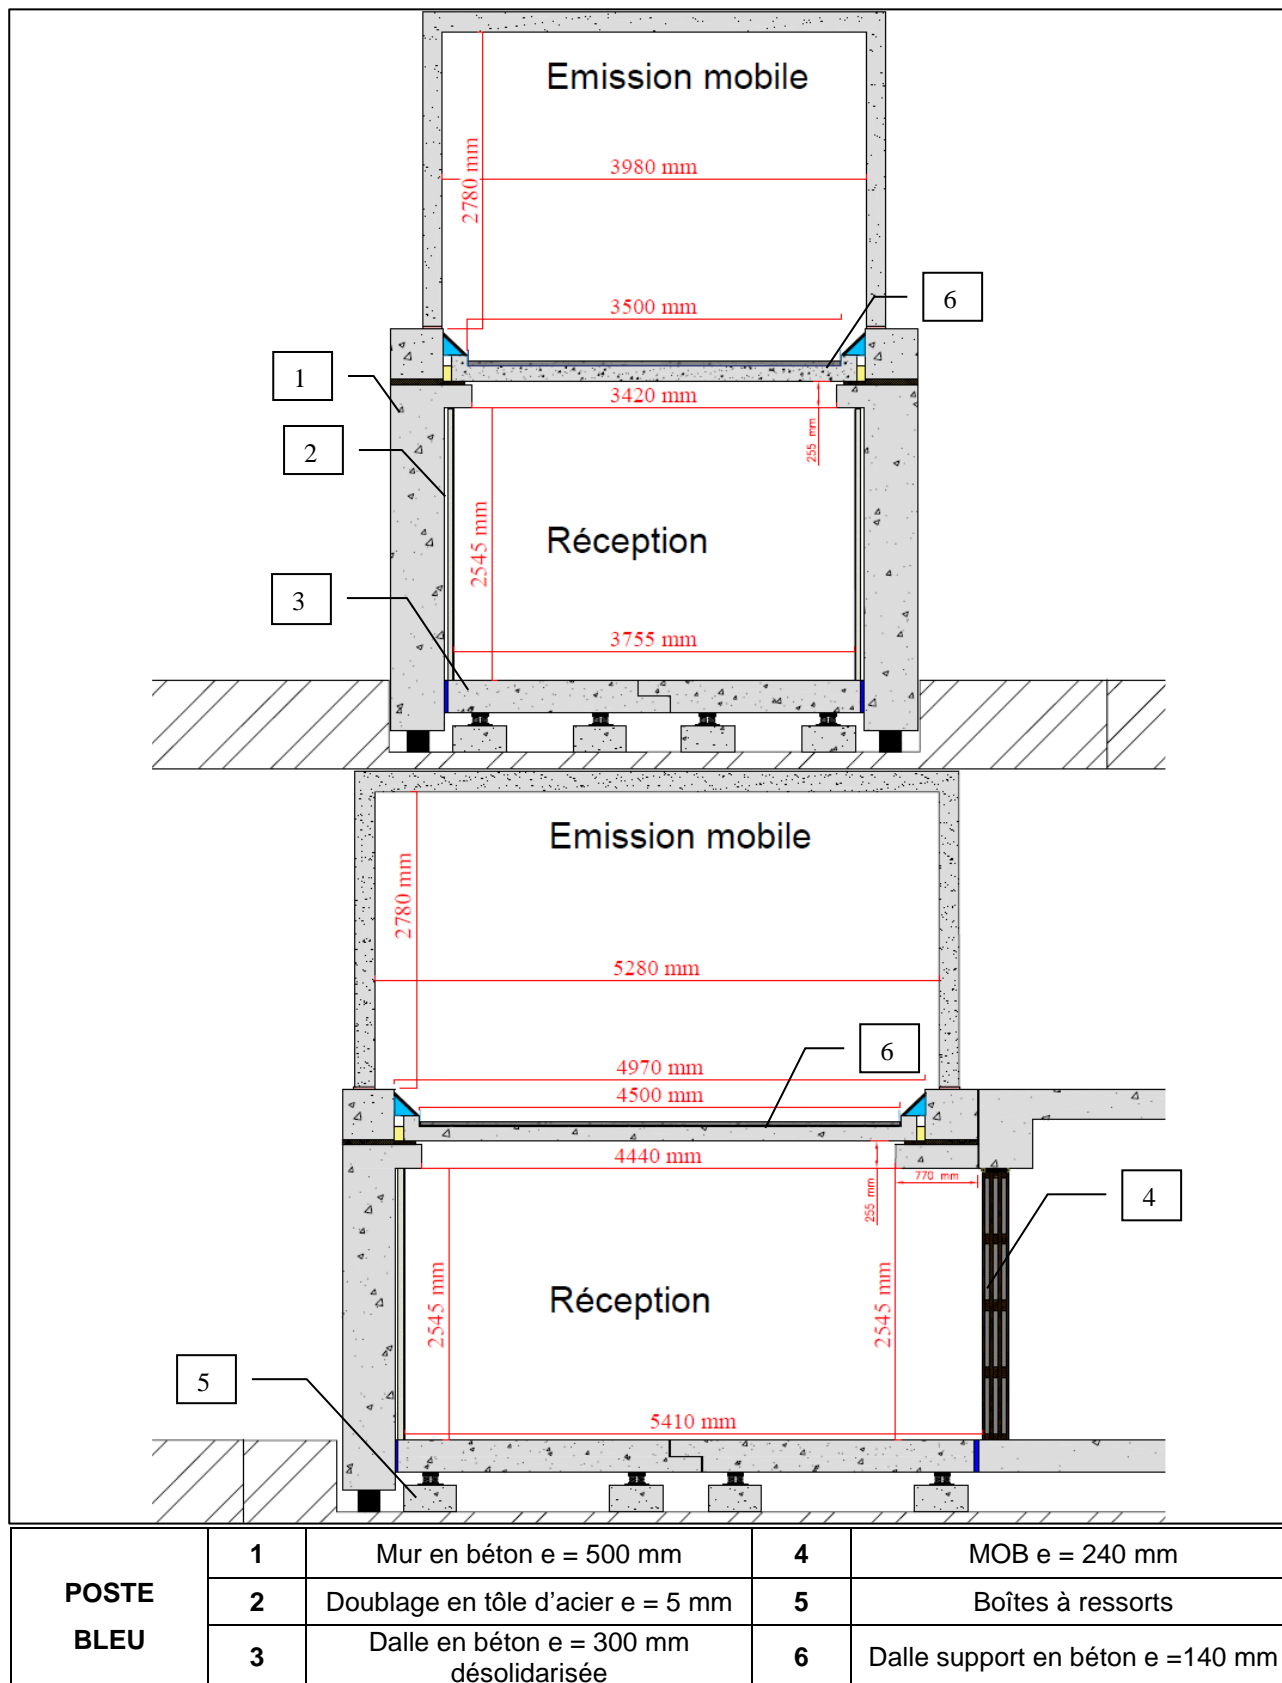 Emission mobile
2780 mm
3980 mm
3500 mm
6
1
3420 mm
255 mm
2
2545 mm
Réception
3
3755 mm
Emission mobile
2780 mm
5280 mm
6
4970 mm
4500 mm
4440 mm
770 mm
255 mm
4
2545 mm
Réception
2545 mm
5
5410 mm
POSTE
BLEU
1 Mur en béton e = 500 mm 4 MOB e = 240 mm
2 Doublage en tôle d'acier e = 5 mm 5 Boîtes à ressorts
3 Dalle en béton e = 300 mm
désolidarisée 6 Dalle support en béton e =140 mm